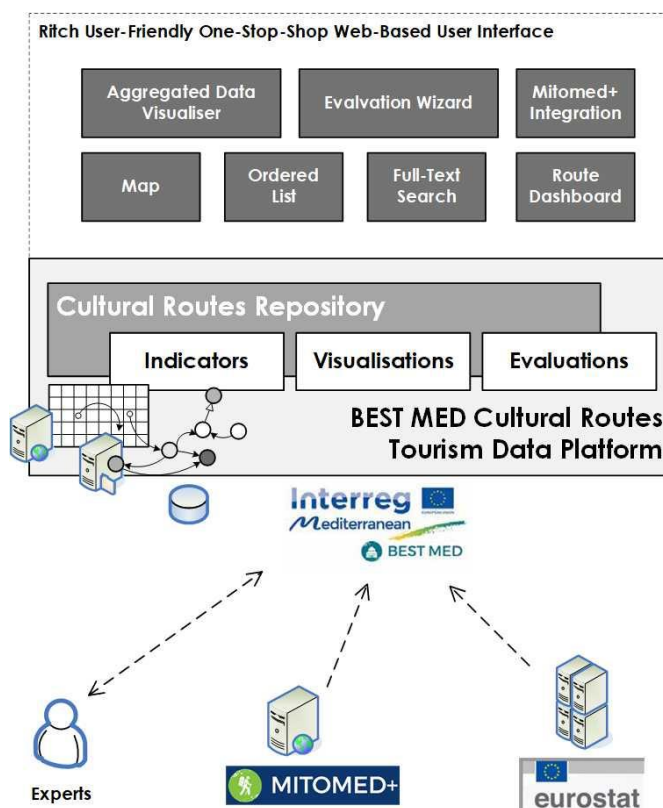 Ritch User-Friendly One-Stop-Shop Web-Based User Interface
Aggregated Data
Visualiser
Evalvation Wizard
Mitomed+
Integration
Map
Ordered
List
Full-Text
Search
Route
Dashboard
Cultural Routes Repository
Indicators
Visualisations
Evaluations
BEST MED Cultural Routes
Tourism Data Platform
Interreg
Mediterranean
BEST MED
Experts
MITOMED+
eurostat